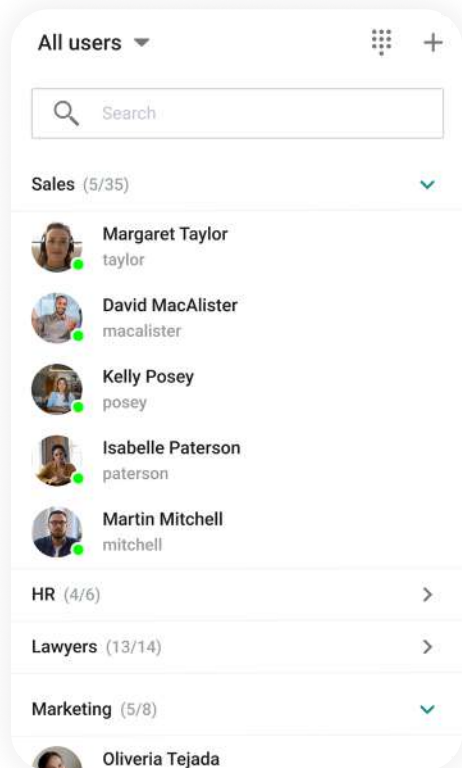 All users
Search
Sales (5/35)
Margaret Taylor
taylor
David MacAlister
macalister
Kelly Posey
posey
Isabelle Paterson
paterson
Martin Mitchell
mitchell
HR (4/6)
Lawyers (13/14)
Marketing (5/8)
Oliveria Tejada